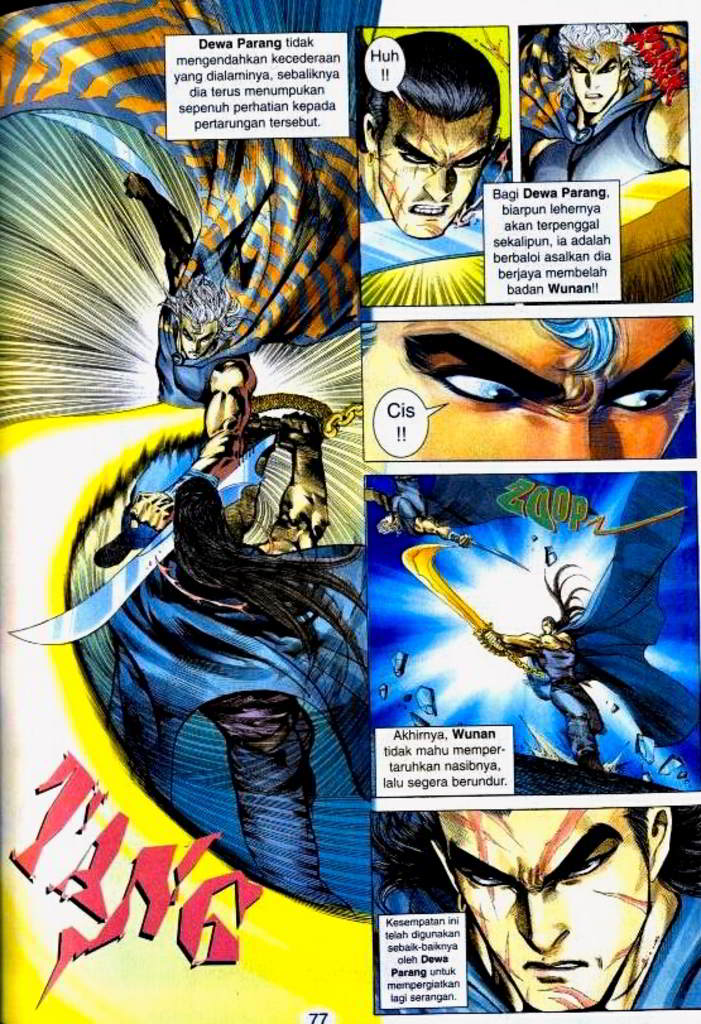 Dewa Parang tidak
mengendahkan kecederaan
yang dialaminya, sebaliknya
dia terus menumpukan
sepenuh perhatian kepada
pertarungan tersebut.
Huh
!!
Bagi Dewa Parang,
biarpun lehernya
akan terpenggal
sekalipun, ia adalah
berbaloi asalkan dia
berjaya membelah
badan Wunan!!
Cis
!!
ZOOP
Akhirnya, Wunan
tidak mahu memper-
taruhkan nasibnya,
lalu segera berundur.
TANG
Kesempatan ini
telah digunakan
sebaik-baiknya
oleh Dewa
Parang untuk
mempergiatkan
lagi serangan.
77